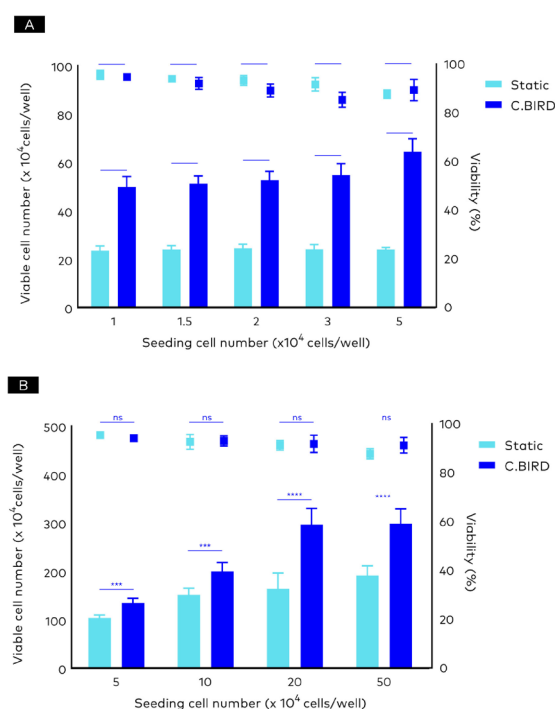 A
100
80
60
40
20
0
Viable cell number (x 10⁴cells/well)
100
80
60
40
20
0
Viability (%)
Static
C.BIRD
1 1.5 2 3 5
Seeding cell number (x10⁴ cells/well)
B
500
400
300
200
100
0
Viable cell number (x 10⁴cells/well)
ns ns ns ns
*** *** **** ****
100
80
60
40
20
0
Viability (%)
Static
C.BIRD
5 10 20 50
Seeding cell number (x 10⁴ cells/well)